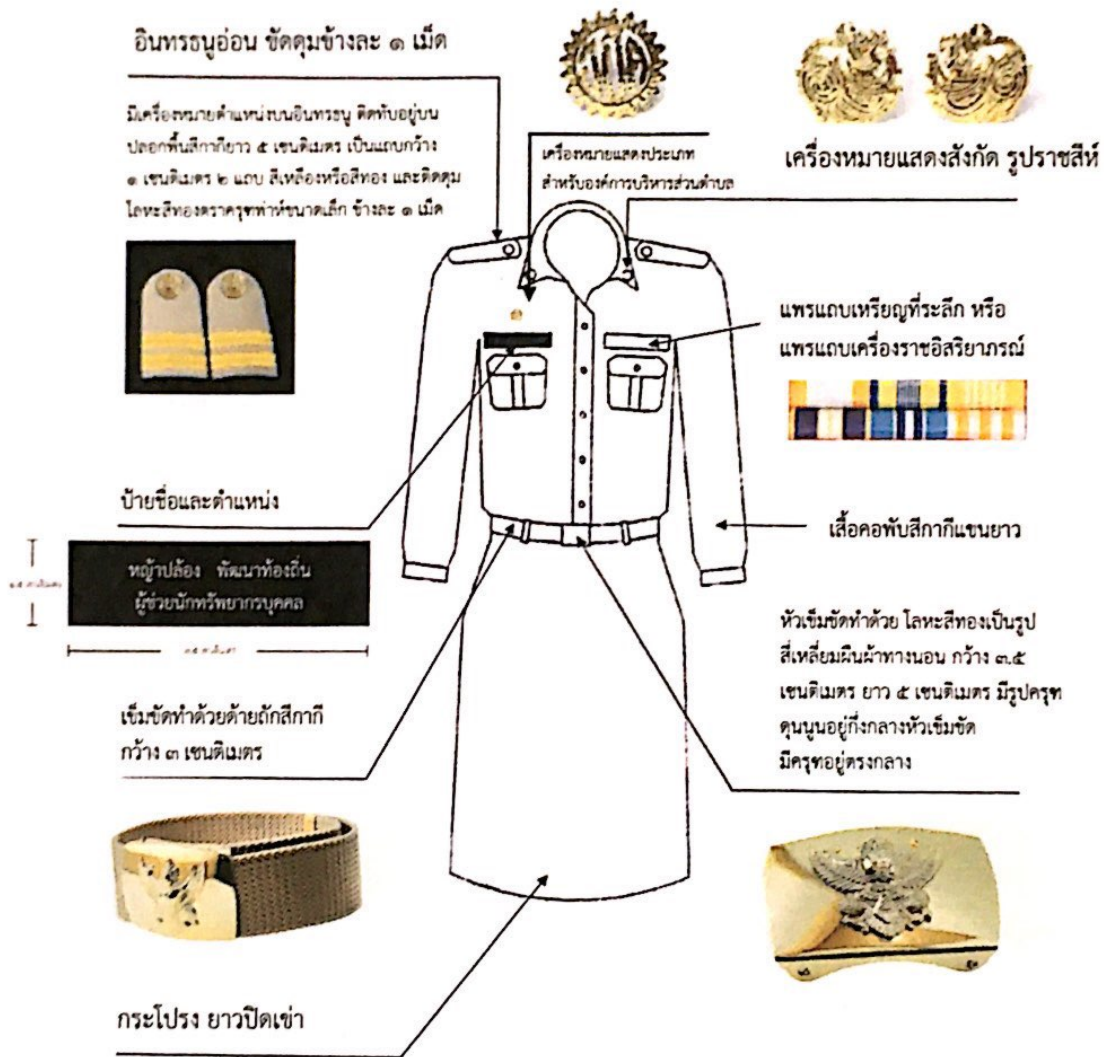 อินทรธนูอ่อน ขัดดุมข้างละ ๑ เม็ด
มีเครื่องหมายตำแหน่งบนอินทรธนู ติดทับอยู่บน
ปลอกพื้นสีกากียาว ๕ เซนติเมตร เป็นแถบกว้าง
๑ เซนติเมตร ๒ แถบ สีเหลืองหรือสีทอง และติดดุม
โลหะสีทองตราครุฑพ่าห์ขนาดเล็ก ข้างละ ๑ เม็ด
เครื่องหมายแสดงประเภท
สำหรับองค์การบริหารส่วนตำบล
เครื่องหมายแสดงสังกัด รูปราชสีห์
แพรแถบเหรียญที่ระลึก หรือ
แพรแถบเครื่องราชอิสริยาภรณ์
ป้ายชื่อและตำแหน่ง
หญ้าปล้อง พัฒนาท้องถิ่น
ผู้ช่วยนักทรัพยากรบุคคล
เสื้อคอพับสีกากีแขนยาว
หัวเข็มขัดทำด้วย โลหะสีทองเป็นรูป
สี่เหลี่ยมผืนผ้าทางนอน กว้าง ๓.๕
เซนติเมตร ยาว ๕ เซนติเมตร มีรูปครุฑ
ดุนนูนอยู่กึ่งกลางหัวเข็มขัด
มีครุฑอยู่ตรงกลาง
เข็มขัดทำด้วยด้ายถักสีกากี
กว้าง ๓ เซนติเมตร
กระโปรง ยาวปิดเข่า